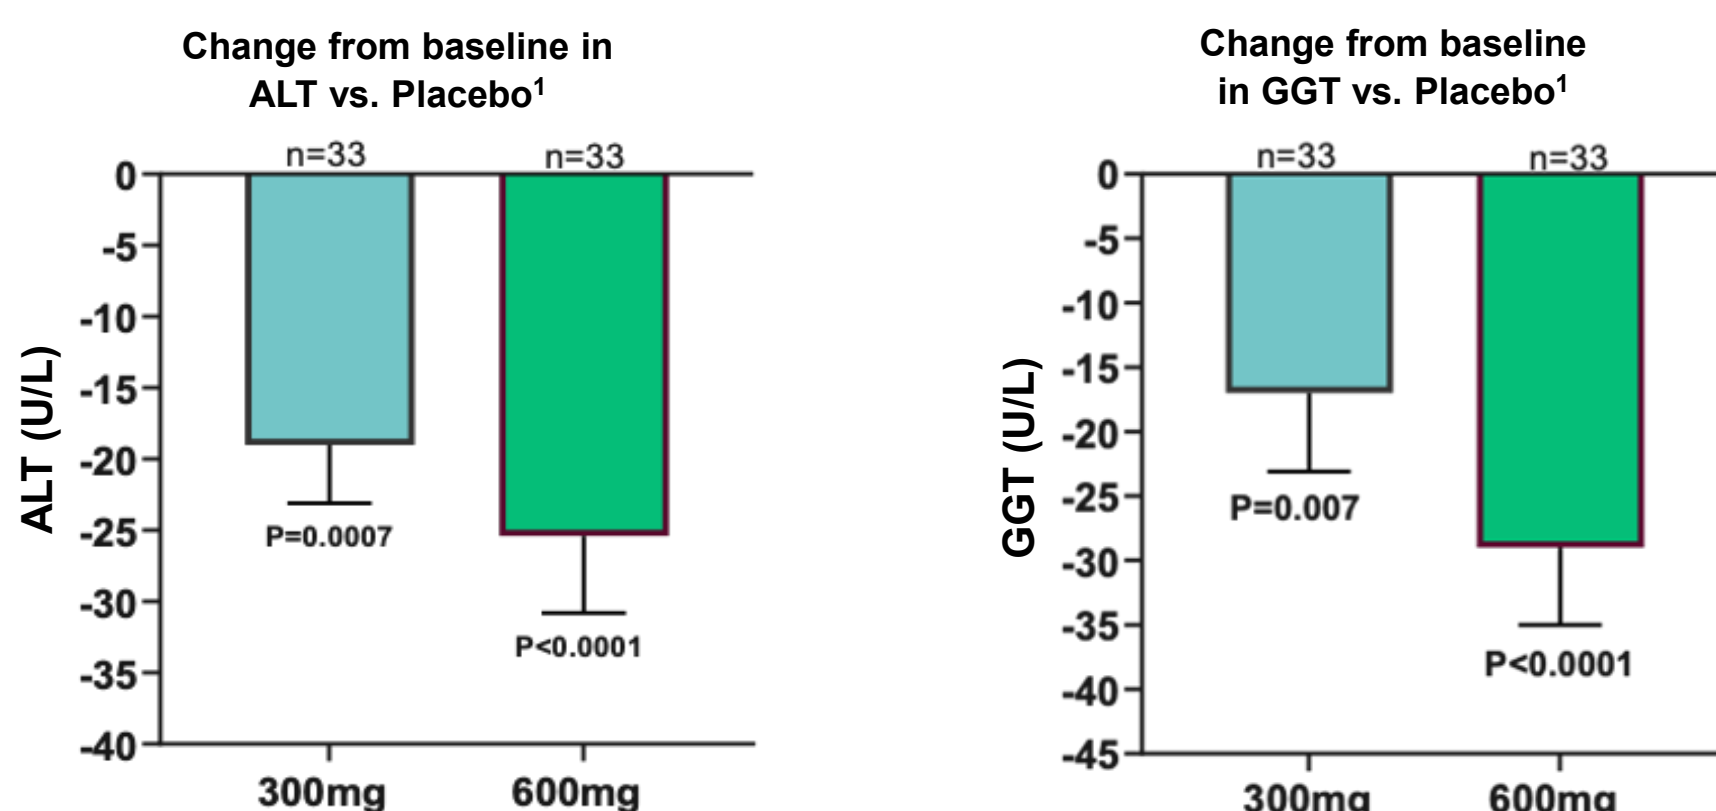 Change from baseline in
ALT vs. Placebo¹
n=33
n=33
0
-5
-10
-15
-20
-25
-30
-35
-40
ALT (U/L)
P=0.0007
P<0.0001
300mg
600mg
Change from baseline
in GGT vs. Placebo¹
n=33
n=33
0
-5
-10
-15
-20
-25
-30
-35
-40
-45
GGT (U/L)
P=0.007
P<0.0001
300mg
600mg